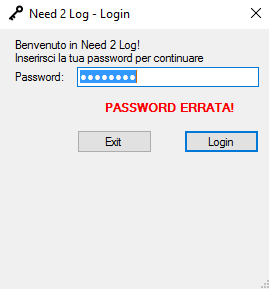 Need 2 Log - Login
Benvenuto in Need 2 Log!
Inserirsci la tua password per continuare
Password: ●●●●●●●●
PASSWORD ERRATA!
Exit Login